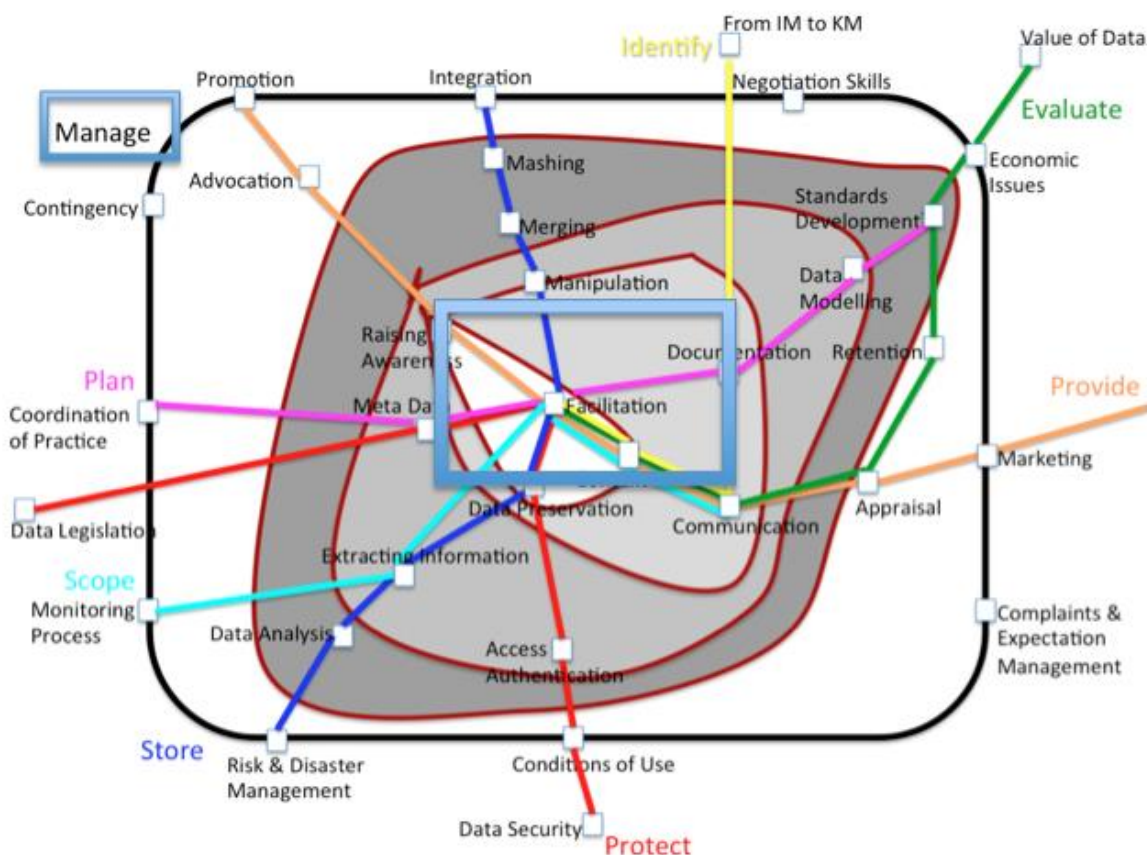 From IM to KM
Identify
Value of Data
Promotion
Integration
Negotiation Skills
Evaluate
Manage
Mashing
Economic
Issues
Advocation
Standards
Development
Contingency
Merging
Manipulation
Data
Modelling
Raising
Awareness
Documentation
Retention
Plan
Provide
Meta Data
Facilitation
Coordination
of Practice
Marketing
Data Preservation
Appraisal
Data Legislation
Communication
Extracting Information
Scope
Monitoring
Process
Complaints &
Expectation
Management
Data Analysis
Access
Authentication
Store
Risk & Disaster
Management
Conditions of Use
Data Security
Protect